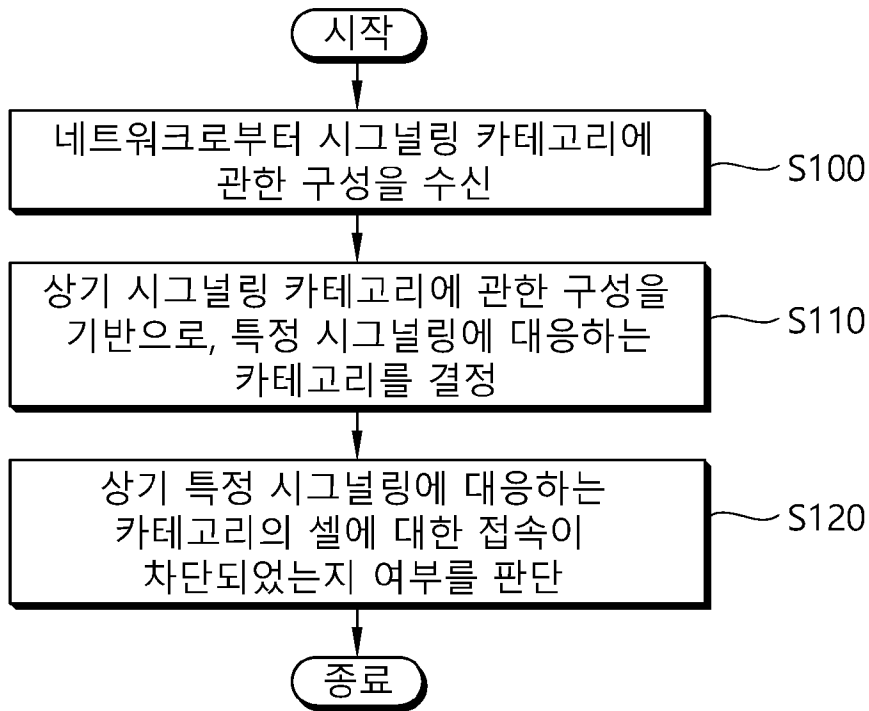 시작
네트워크로부터 시그널링 카테고리에
관한 구성을 수신
S100
상기 시그널링 카테고리에 관한 구성을
기반으로, 특정 시그널링에 대응하는
카테고리를 결정
S110
상기 특정 시그널링에 대응하는
카테고리의 셀에 대한 접속이
차단되었는지 여부를 판단
S120
종료